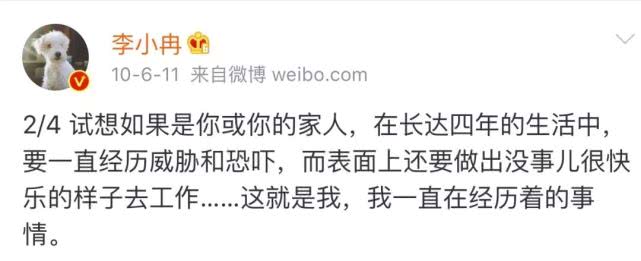 李小冉
10-6-11 来自微博 weibo.com
2/4 试想如果是你或你的家人，在长达四年的生活中，
要一直经历威胁和恐吓，而表面上还要做出没事儿很快
乐的样子去工作……这就是我，我一直在经历着的事
情。